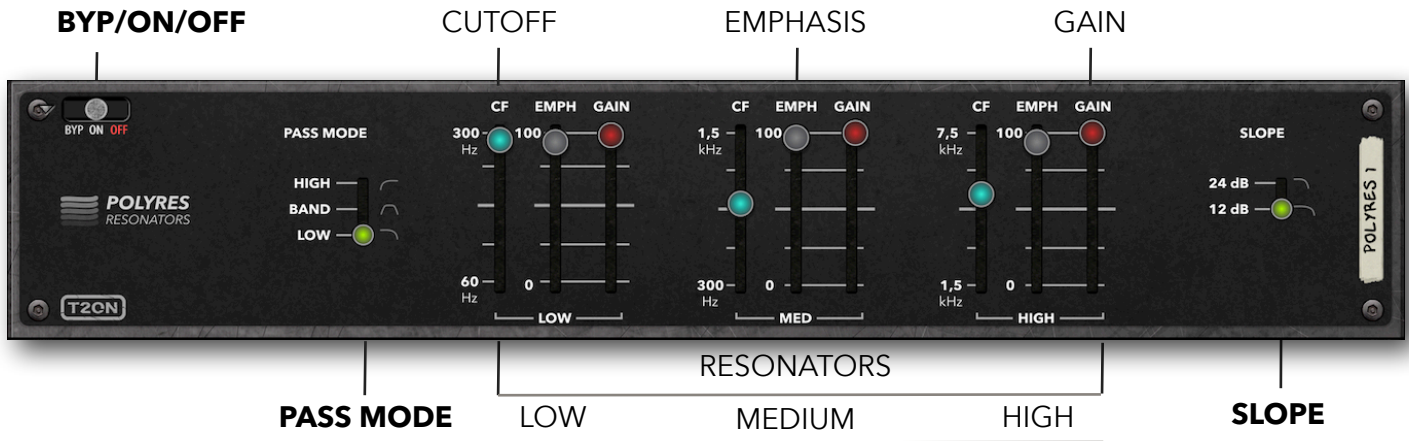 BYP/ON/OFF CUTOFF EMPHASIS GAIN
BYP ON OFF
PASS MODE
HIGH
BAND
LOW
POLYRES
RESONATORS
T2ON
CF EMPH GAIN
300 Hz 100
60 Hz 0
LOW
CF EMPH GAIN
1,5 kHz 100
300 Hz 0
MED
CF EMPH GAIN
7,5 kHz 100
1,5 kHz 0
HIGH
SLOPE
24 dB
12 dB
POLYRES 1
RESONATORS
PASS MODE LOW MEDIUM HIGH SLOPE